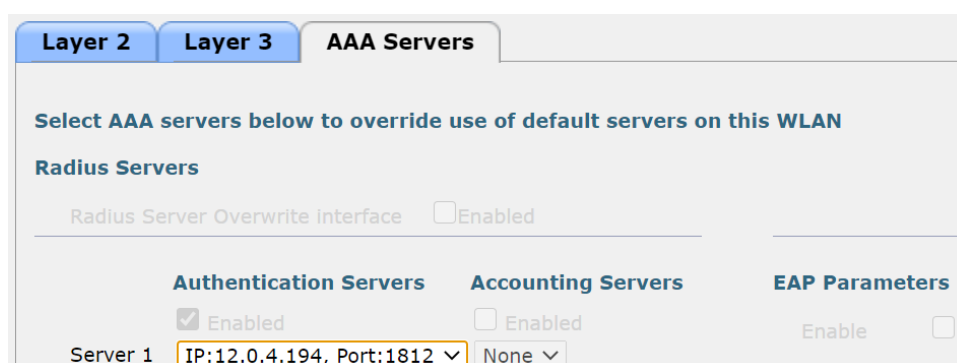 Layer 2 Layer 3 AAA Servers
Select AAA servers below to override use of default servers on this WLAN
Radius Servers
Radius Server Overwrite interface Enabled
Authentication Servers Accounting Servers EAP Parameters
Enabled Enabled Enable
Server 1 IP:12.0.4.194, Port:1812 None